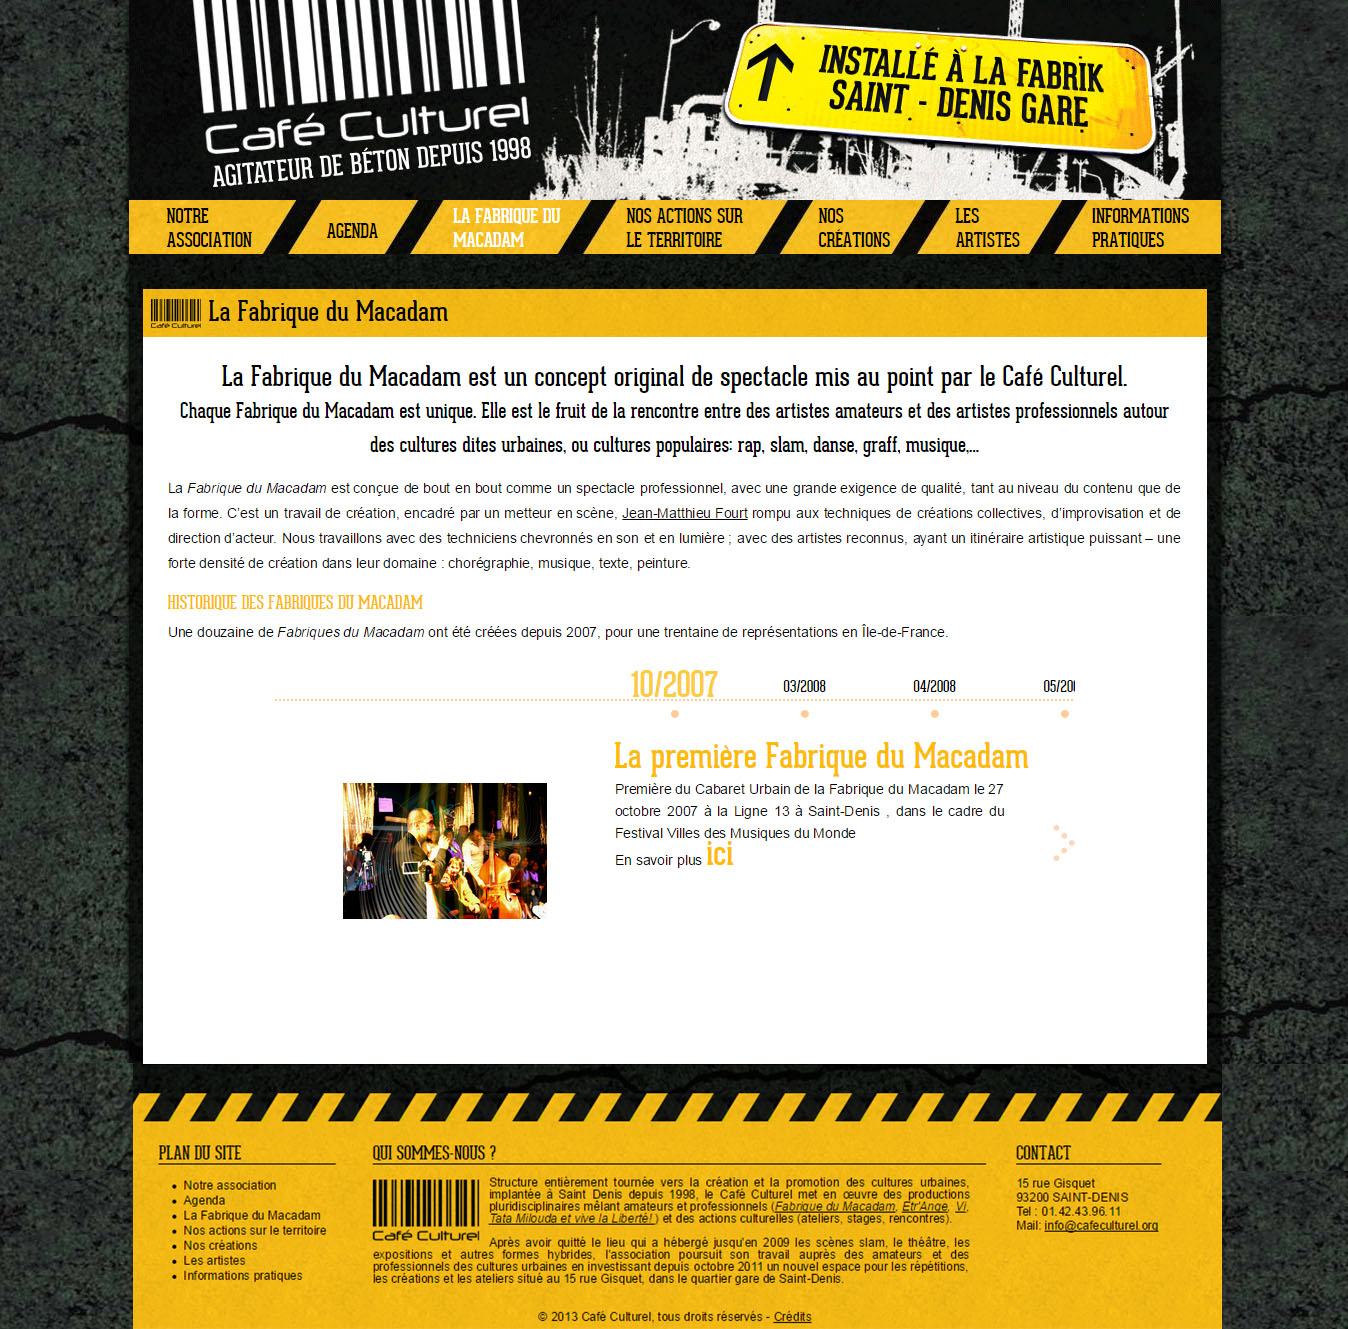 Café Culturel
AGITATEUR DE BÉTON DEPUIS 1998
INSTALLÉ À LA FABRIK
SAINT - DENIS GARE
NOTRE
ASSOCIATION
AGENDA
LA FABRIQUE DU
MACADAM
NOS ACTIONS SUR
LE TERRITOIRE
NOS
CRÉATIONS
LES
ARTISTES
INFORMATIONS
PRATIQUES
Café Culturel
La Fabrique du Macadam
La Fabrique du Macadam est un concept original de spectacle mis au point par le Café Culturel.
Chaque Fabrique du Macadam est unique. Elle est le fruit de la rencontre entre des artistes amateurs et des artistes professionnels autour
des cultures dites urbaines, ou cultures populaires: rap, slam, danse, graff, musique,...
La Fabrique du Macadam est conçue de bout en bout comme un spectacle professionnel, avec une grande exigence de qualité, tant au niveau du contenu que de
la forme. C’est un travail de création, encadré par un metteur en scène, Jean-Matthieu Fourt rompu aux techniques de créations collectives, d’improvisation et de
direction d’acteur. Nous travaillons avec des techniciens chevronnés en son et en lumière ; avec des artistes reconnus, ayant un itinéraire artistique puissant – une
forte densité de création dans leur domaine : chorégraphie, musique, texte, peinture.
HISTORIQUE DES FABRIQUES DU MACADAM
Une douzaine de Fabriques du Macadam ont été créées depuis 2007, pour une trentaine de représentations en Île-de-France.
10/2007
03/2008
04/2008
05/200
La première Fabrique du Macadam
Première du Cabaret Urbain de la Fabrique du Macadam le 27
octobre 2007 à la Ligne 13 à Saint-Denis , dans le cadre du
Festival Villes des Musiques du Monde
En savoir plus ici
PLAN DU SITE
Notre association
Agenda
La Fabrique du Macadam
Nos actions sur le territoire
Nos créations
Les artistes
Informations pratiques
QUI SOMMES-NOUS ?
Café Culturel
Structure entièrement tournée vers la création et la promotion des cultures urbaines,
implantée à Saint Denis depuis 1998, le Café Culturel met en œuvre des productions
pluridisciplinaires mêlant amateurs et professionnels (Fabrique du Macadam, Etr'Ange, VI,
Tata Milouda et vive la Liberté! ) et des actions culturelles (ateliers, stages, rencontres).
Après avoir quitté le lieu qui a hébergé jusqu'en 2009 les scènes slam, le théâtre, les
expositions et autres formes hybrides, l'association poursuit son travail auprès des amateurs et des
professionnels des cultures urbaines en investissant depuis octobre 2011 un nouvel espace pour les répétitions,
les créations et les ateliers situé au 15 rue Gisquet, dans le quartier gare de Saint-Denis.
CONTACT
15 rue Gisquet
93200 SAINT-DENIS
Tel : 01.42.43.96.11
Mail: info@cafeculturel.org
© 2013 Café Culturel, tous droits réservés - Crédits